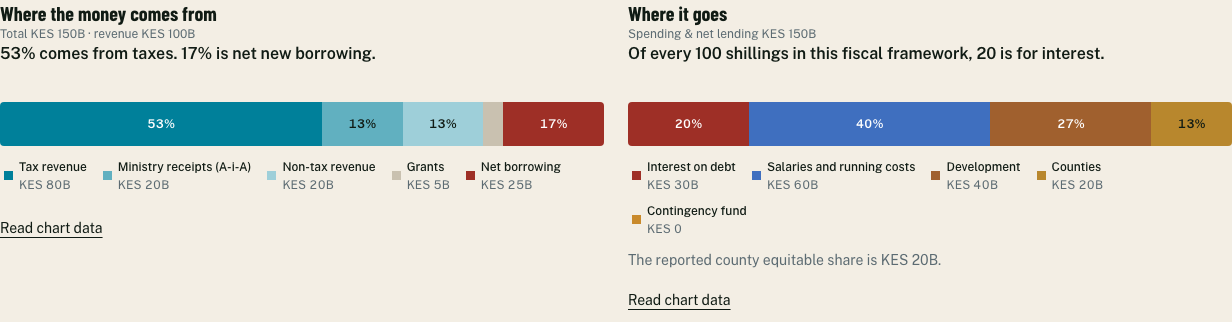 Where the money comes from
Total KES 150B · revenue KES 100B
53% comes from taxes. 17% is net new borrowing.
53%
13%
13%
17%
Tax revenue
KES 80B
Ministry receipts (A-i-A)
KES 20B
Non-tax revenue
KES 20B
Grants
KES 5B
Net borrowing
KES 25B
Read chart data
Where it goes
Spending & net lending KES 150B
Of every 100 shillings in this fiscal framework, 20 is for interest.
20%
40%
27%
13%
Interest on debt
KES 30B
Salaries and running costs
KES 60B
Development
KES 40B
Counties
KES 20B
Contingency fund
KES 0
The reported county equitable share is KES 20B.
Read chart data